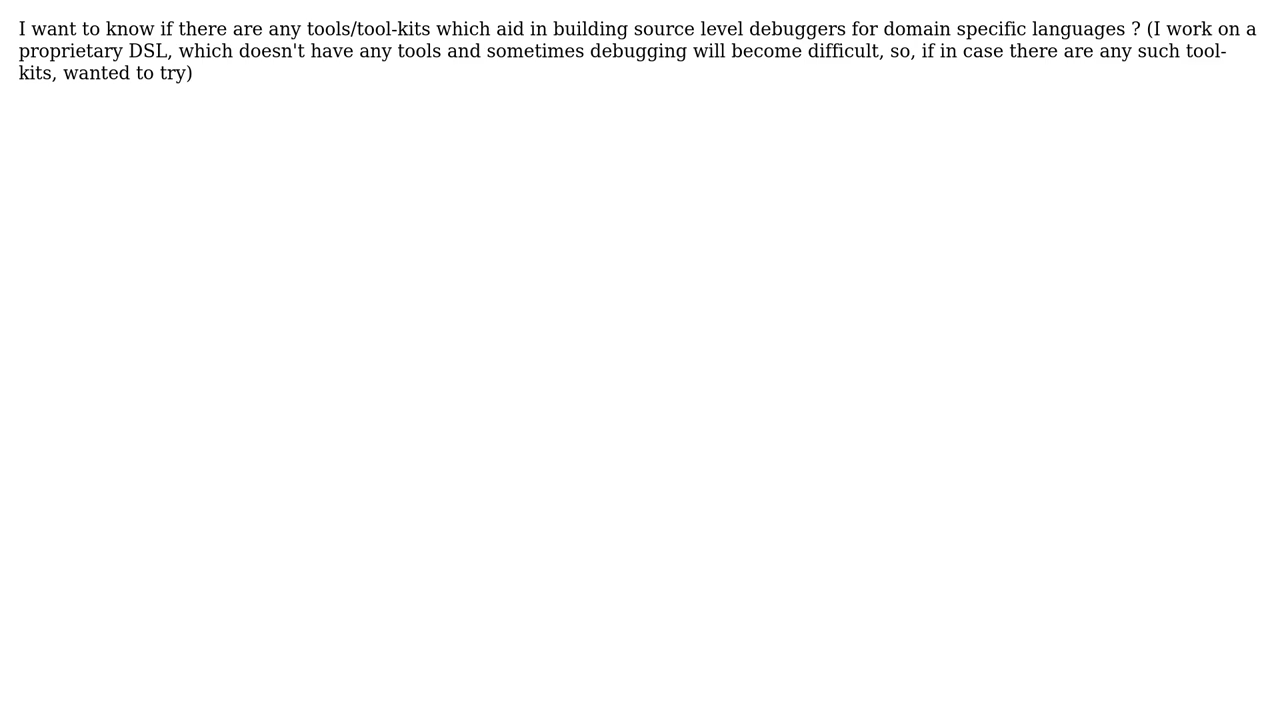 I want to know if there are any tools/tool-kits which aid in building source level debuggers for domain specific languages ? (I work on a
proprietary DSL, which doesn't have any tools and sometimes debugging will become difficult, so, if in case there are any such tool-
kits, wanted to try)